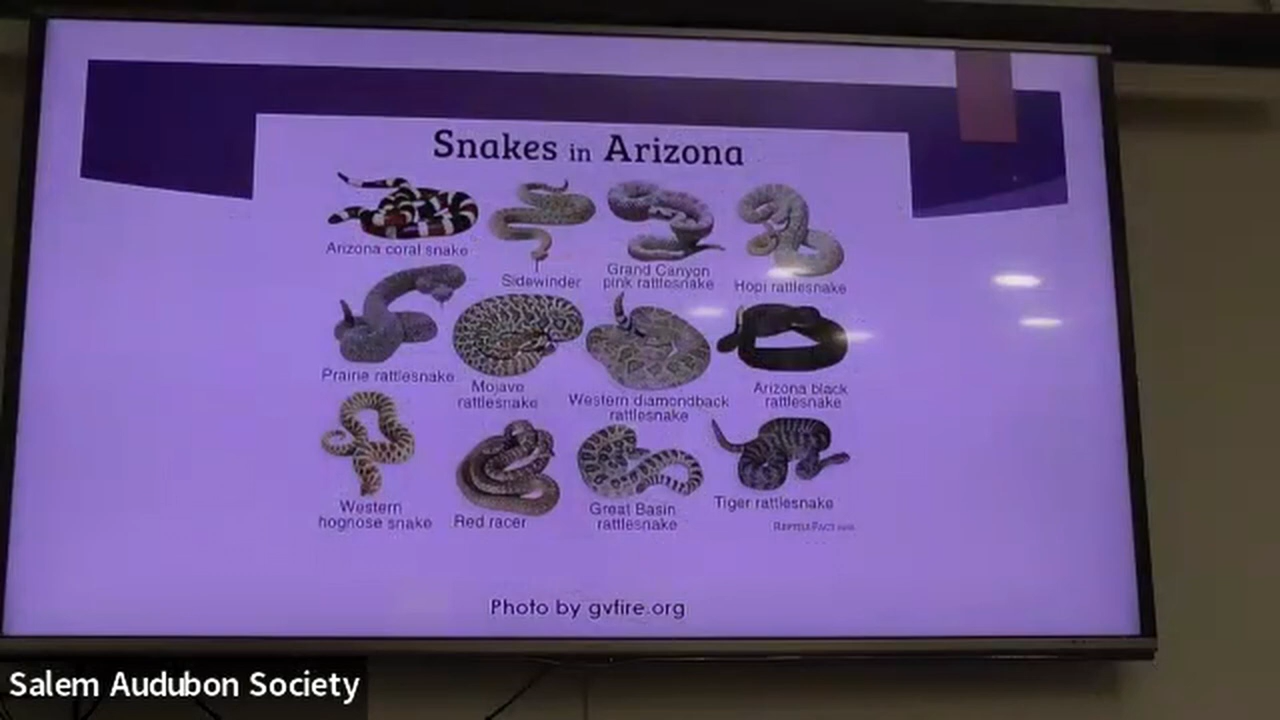 Snakes in Arizona
Arizona coral snake
Sidewinder
Grand Canyon
pink rattlesnake
Hopi rattlesnake
Prairie rattlesnake
Mojave
rattlesnake
Western diamondback
rattlesnake
Arizona black
rattlesnake
Western
hognose snake
Red racer
Great Basin
rattlesnake
Tiger rattlesnake
Photo by gvfire.org
Salem Audubon Society